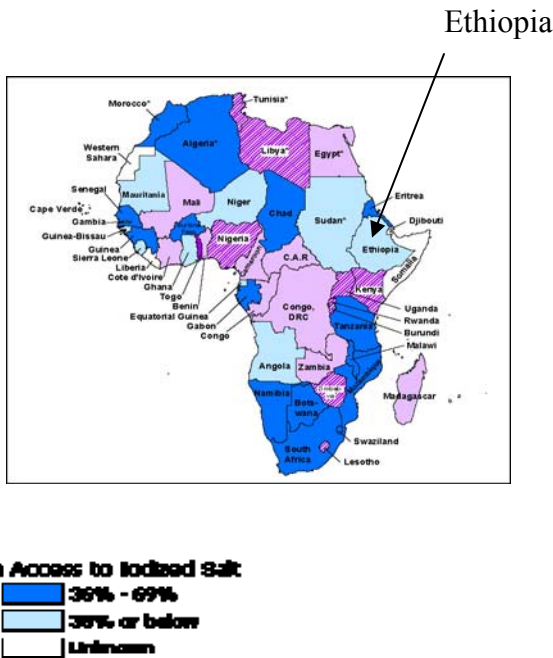 Ethiopia
Morocco*
Tunisia*
Algeria*
Libya*
Egypt*
Western
Sahara
Mauritania
Mali
Niger
Chad
Sudan*
Eritrea
Djibouti
Senegal
Cape Verde
Gambia
Guinea-Bissau
Guinea
Sierra Leone
Liberia
Cote d'Ivoire
Ghana
Togo
Benin
Nigeria
Equatorial Guinea
Gabon
Congo
C.A.R.
Ethiopia
Somalia
Kenya
Uganda
Rwanda
Burundi
Malawi
Congo,
DRC
Tanzania
Angola
Zambia
Namibia
Bots-
wana
Madagascar
Swaziland
South
Africa
Lesotho
Access to Iodized Salt
36% - 69%
or below
Unknown